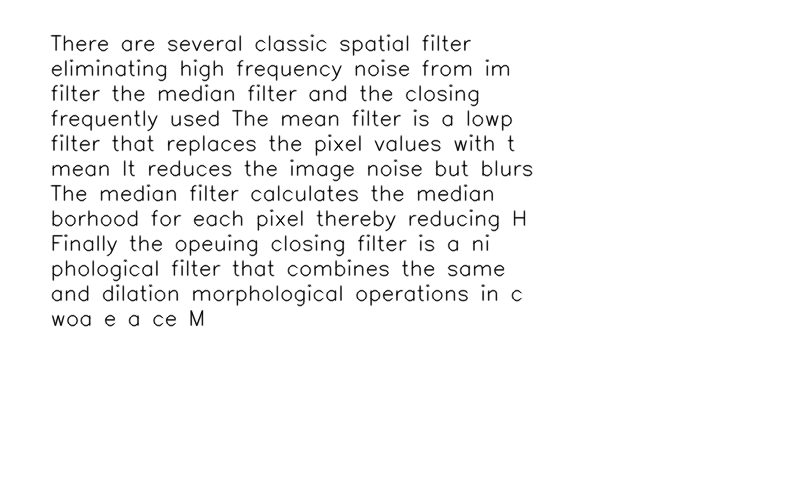 There are several classic spatial filter
eliminating high frequency noise from im
filter the median filter and the closing
frequently used The mean filter is a lowp
filter that replaces the pixel values with t
mean It reduces the image noise but blurs
The median filter calculates the median
borhood for each pixel thereby reducing H
Finally the opeuing closing filter is a ni
phological filter that combines the same
and dilation morphological operations in c
woa e a ce M